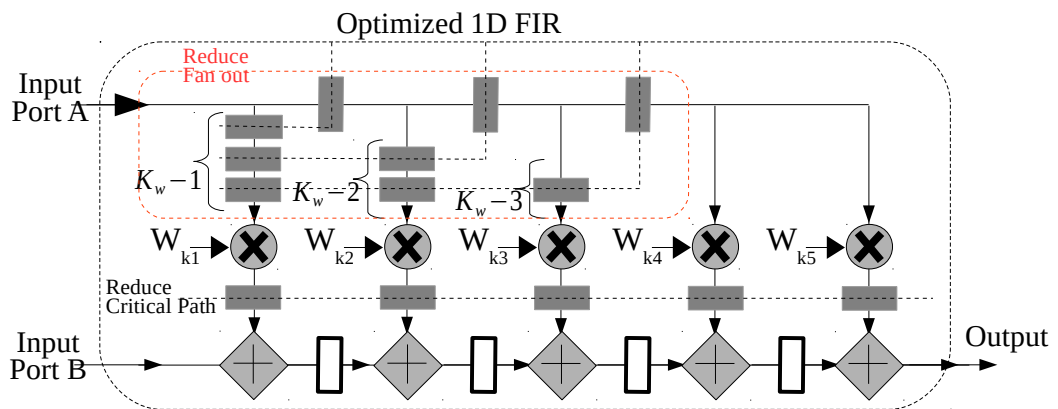 Optimized 1D FIR
Reduce
Fan out
Input
Port A
K_w−1
K_w−2
K_w−3
W_k1
W_k2
W_k3
W_k4
W_k5
Reduce
Critical Path
Input
Port B
Output